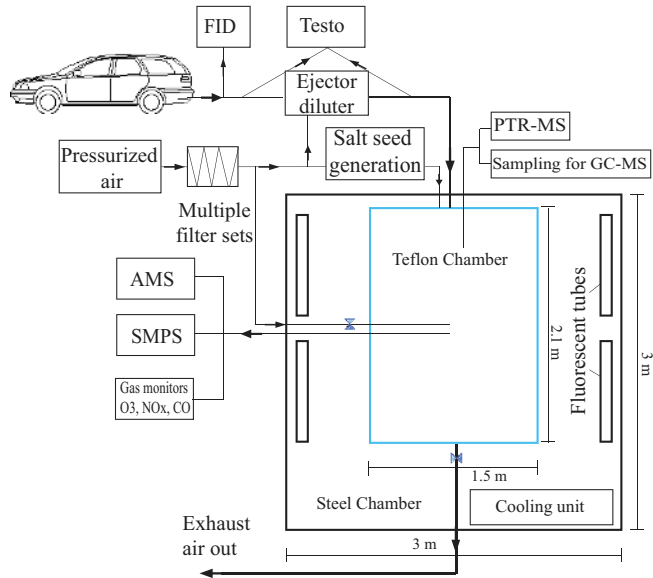 FID
Testo
Ejector
diluter
PTR-MS
Salt seed
generation
Pressurized
air
Sampling for GC-MS
Multiple
filter sets
Teflon Chamber
AMS
SMPS
Fluorescent tubes
2.1 m
3 m
Gas monitors
O3, NOx, CO
1.5 m
Steel Chamber
Cooling unit
Exhaust
air out
3 m